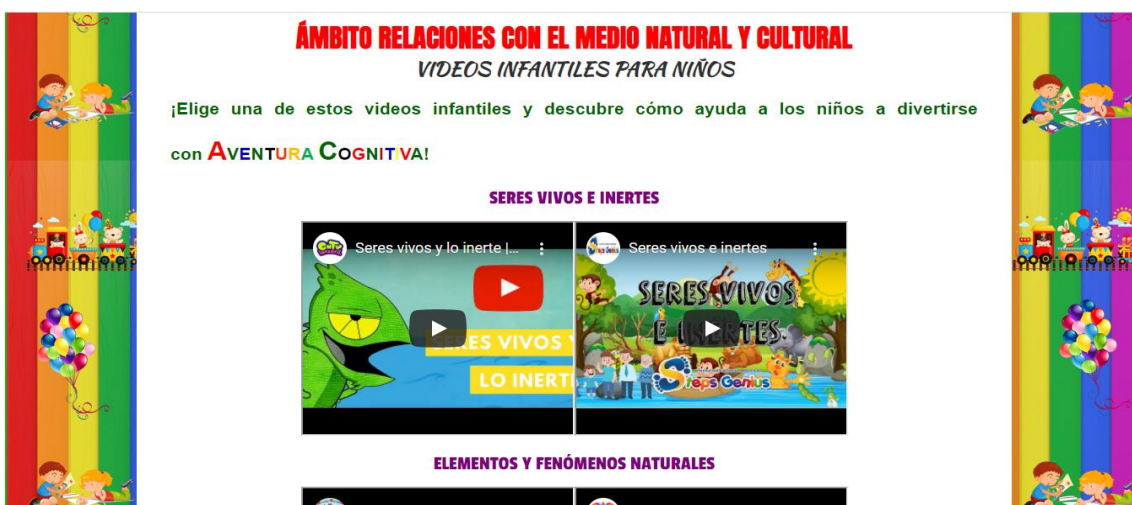 ÁMBITO RELACIONES CON EL MEDIO NATURAL Y CULTURAL
VIDEOS INFANTILES PARA NIÑOS
¡Elige una de estos videos infantiles y descubre cómo ayuda a los niños a divertirse
con AVENTURA COGNITIVA!
SERES VIVOS E INERTES
Seres vivos y lo inerte |...
SERES VIVOS Y
LO INERT
Seres vivos e inertes
SERES VIVOS
E INERTES
Steps Genius
ELEMENTOS Y FENÓMENOS NATURALES